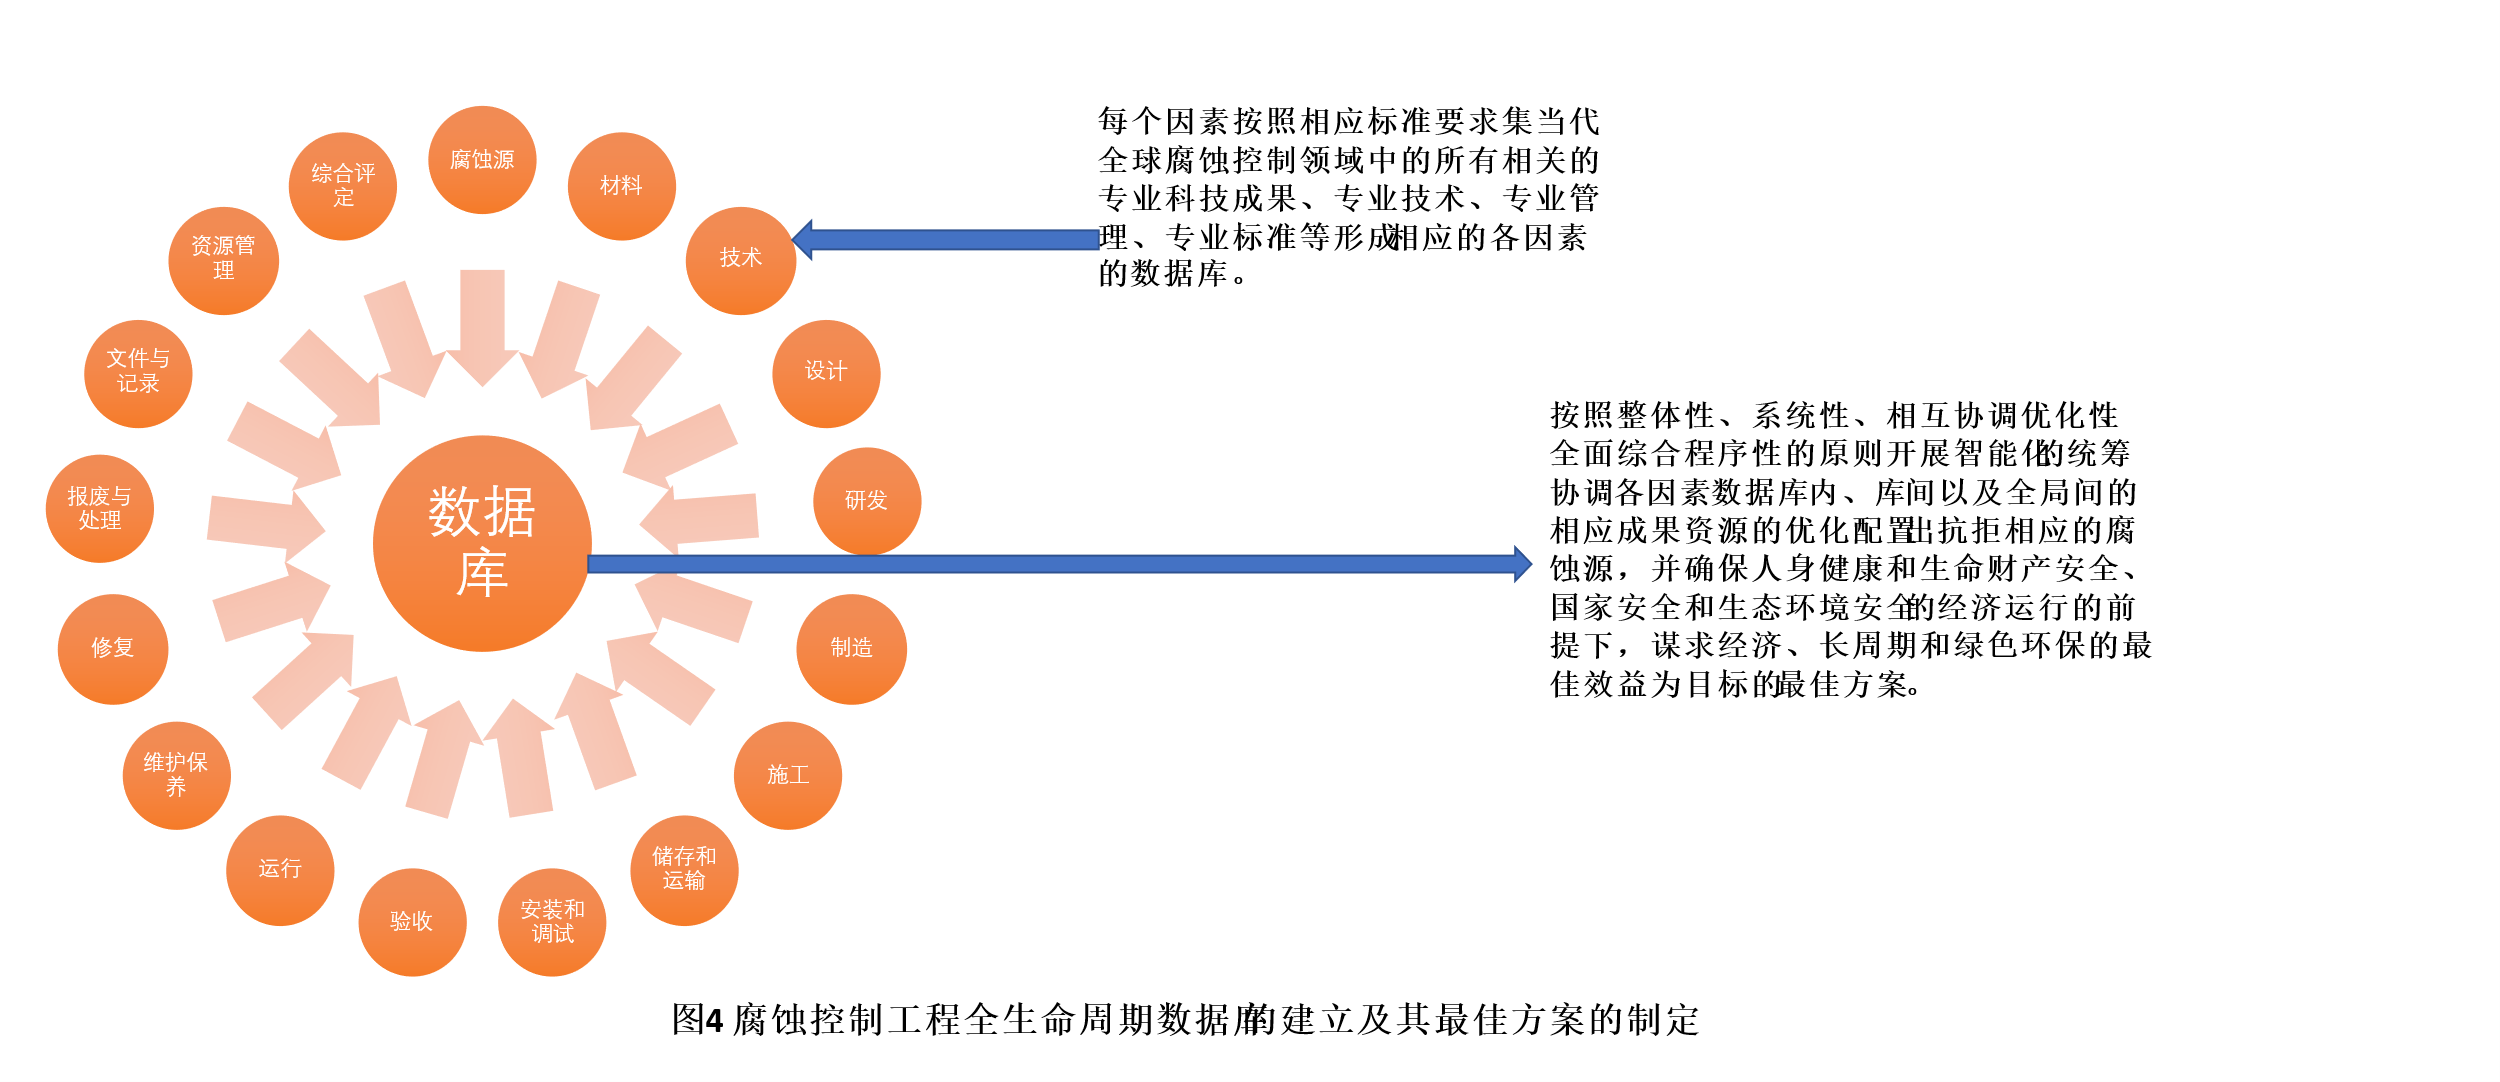 腐蚀源
材料
技术
设计
研发
制造
施工
储存和
运输
安装和
调试
验收
运行
维护保
养
修复
报废与
处理
文件与
记录
资源管
理
综合评
定
数据
库
每个因素按照相应标准要求集当代
全球腐蚀控制领域中的所有相关的
专业科技成果、专业技术、专业管
理、专业标准等形成相应的各因素
的数据库。
按照整体性、系统性、相互协调优化性、
全面综合程序性的原则开展智能化的统筹
协调各因素数据库内、库间以及全局间的
相应成果资源的优化配置出抗拒相应的腐
蚀源，并确保人身健康和生命财产安全、
国家安全和生态环境安全的经济运行的前
提下，谋求经济、长周期和绿色环保的最
佳效益为目标的最佳方案。
图4 腐蚀控制工程全生命周期数据库的建立及其最佳方案的制定